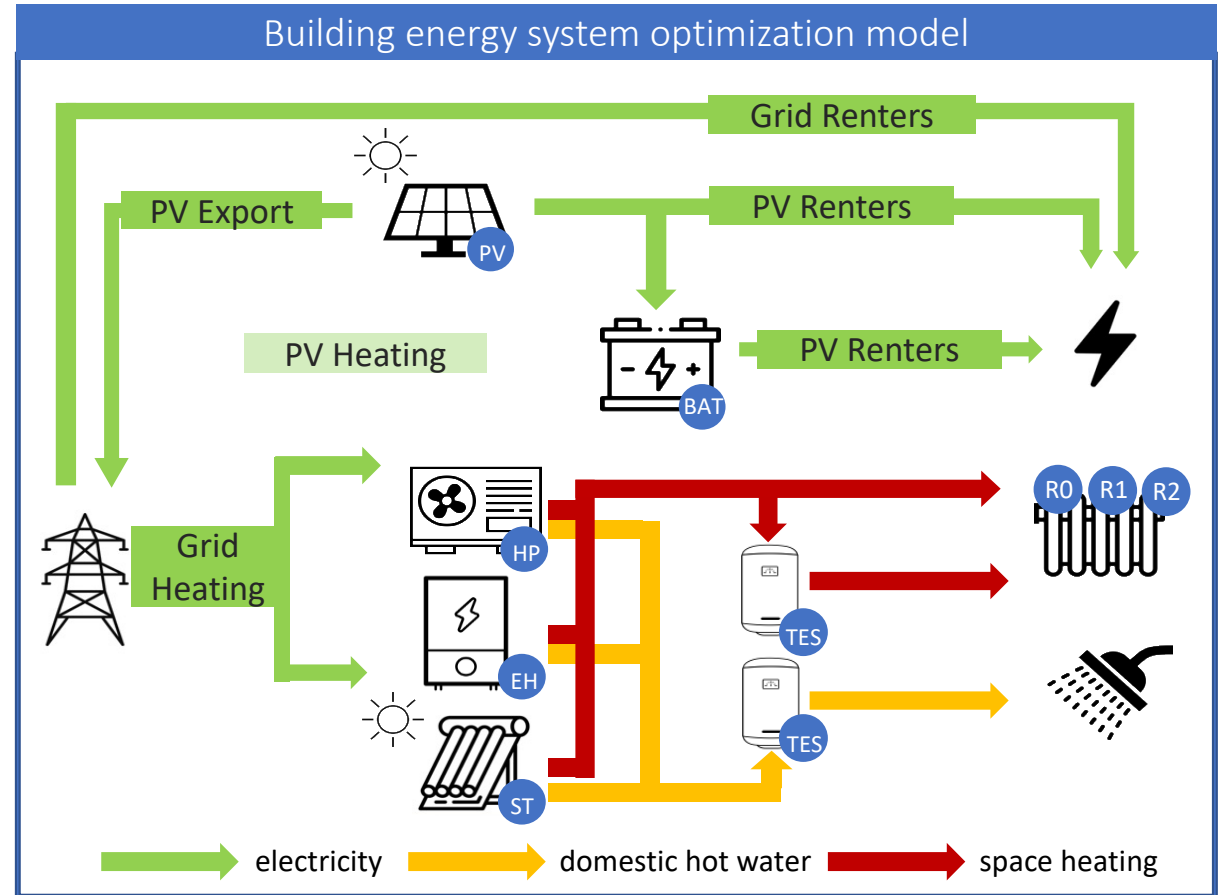 Building energy system optimization model
Grid Renters
PV Export
PV Renters
PV
PV Heating
PV Renters
BAT
Grid
Heating
HP
R0
R1
R2
TES
EH
TES
ST
electricity
domestic hot water
space heating